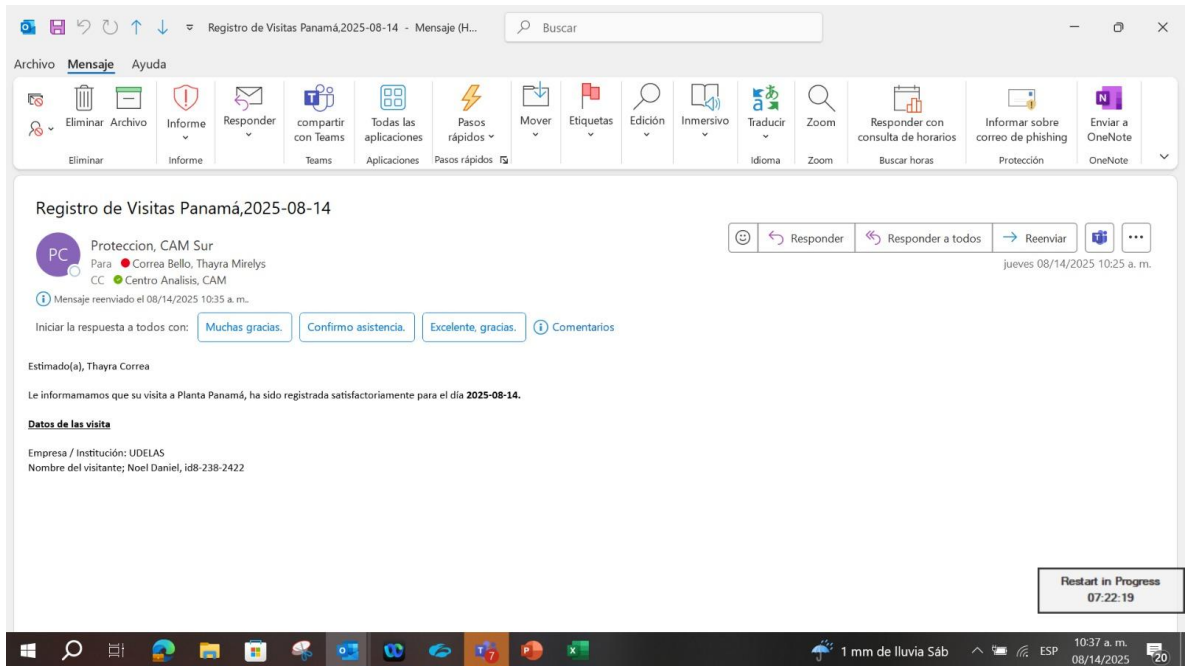 Registro de Visitas Panamá,2025-08-14 - Mensaje (H...
Buscar
Archivo Mensaje Ayuda
Eliminar Archivo Informe Responder compartir con Teams Todas las aplicaciones Pasos rápidos Mover Etiquetas Edición Inmersivo Traducir Zoom Responder con consulta de horarios Informar sobre correo de phishing Enviar a OneNote
Eliminar Informe Teams Aplicaciones Pasos rápidos Idioma Zoom Buscar horas Protección OneNote
Registro de Visitas Panamá,2025-08-14
PC
Proteccion, CAM Sur
Para Correa Bello, Thayra Mirelys
CC Centro Analisis, CAM
Responder Responder a todos Reenviar
jueves 08/14/2025 10:25 a. m.
Mensaje reenviado el 08/14/2025 10:35 a. m..
Iniciar la respuesta a todos con: Muchas gracias. Confirmo asistencia. Excelente, gracias. Comentarios
Estimado(a), Thayra Correa
Le informamamos que su visita a Planta Panamá, ha sido registrada satisfactoriamente para el día 2025-08-14.
Datos de las visita
Empresa / Institución: UDELAS
Nombre del visitante; Noel Daniel, id8-238-2422
Restart in Progress
07:22:19
1 mm de lluvia Sáb
ESP
10:37 a. m.
08/14/2025
20